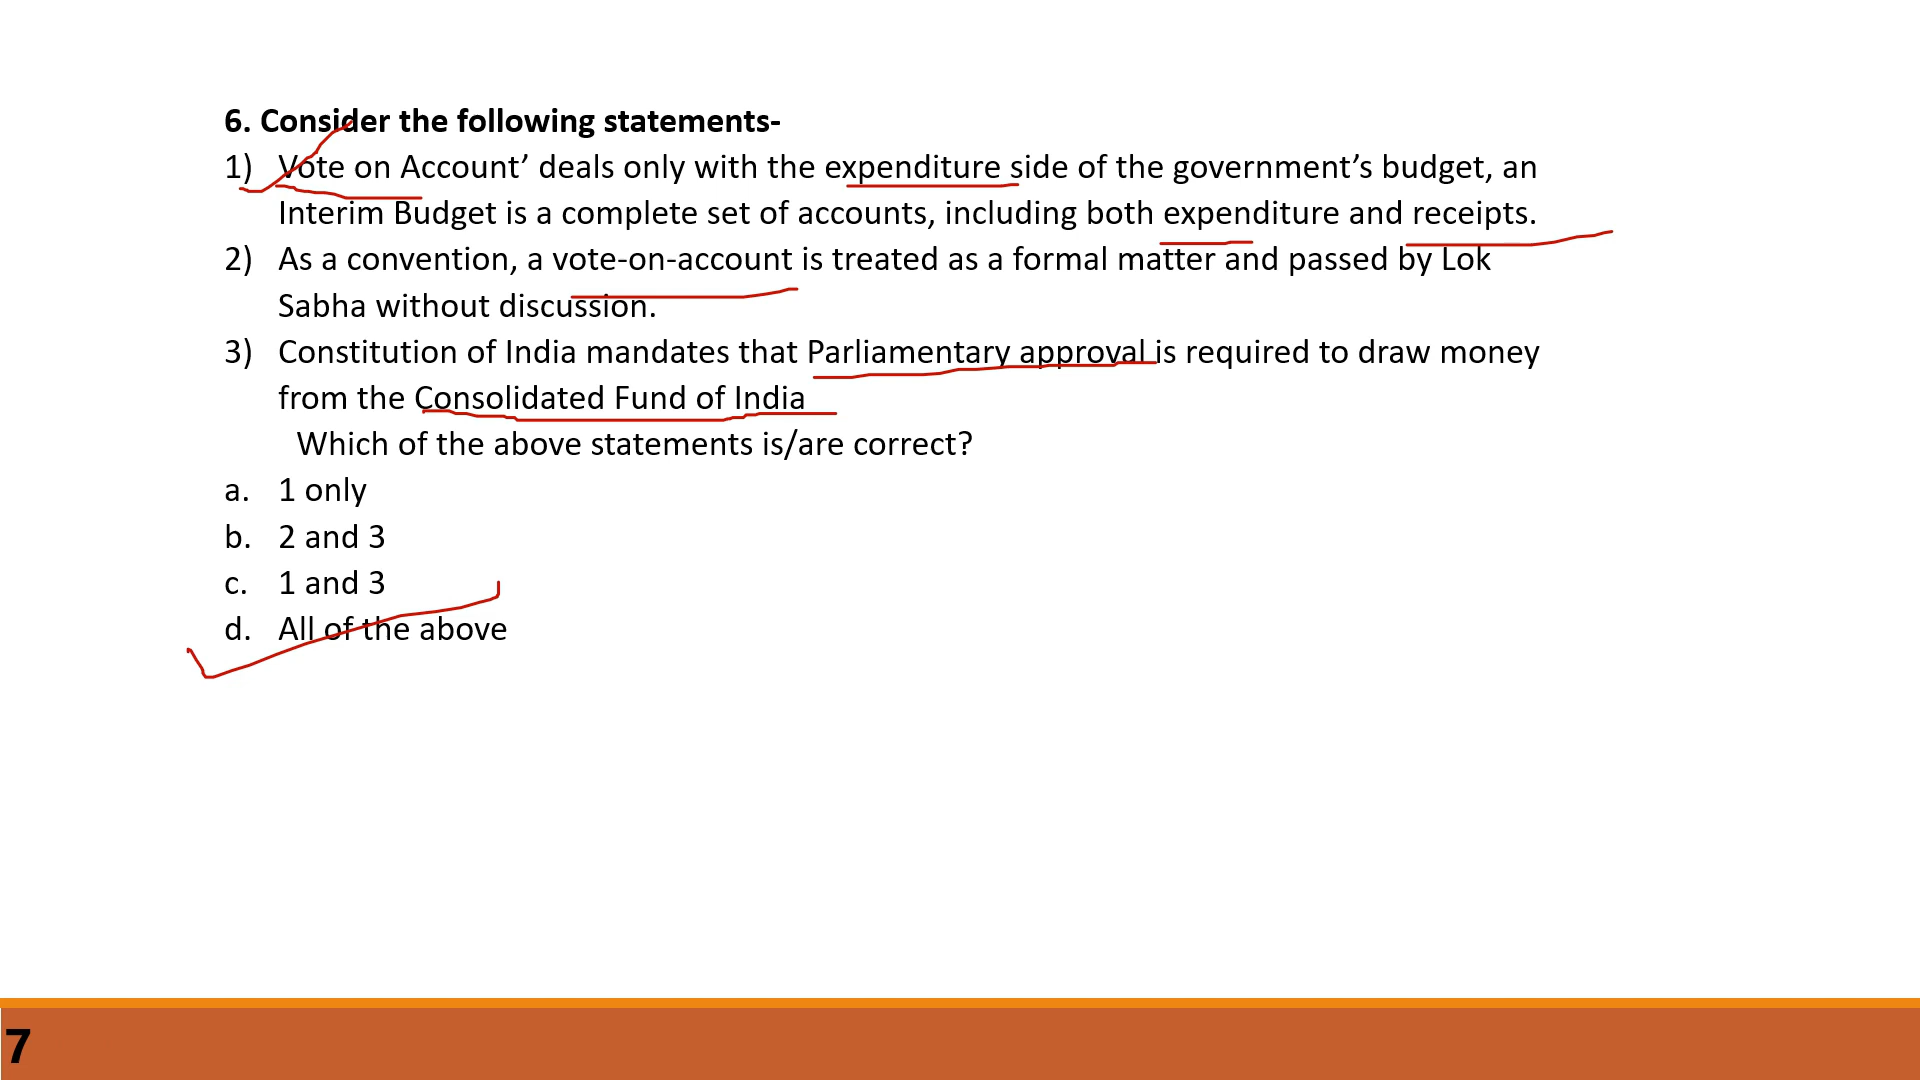 6. Consider the following statements-
1) Vote on Account’ deals only with the expenditure side of the government’s budget, an
Interim Budget is a complete set of accounts, including both expenditure and receipts.
2) As a convention, a vote-on-account is treated as a formal matter and passed by Lok
Sabha without discussion.
3) Constitution of India mandates that Parliamentary approval is required to draw money
from the Consolidated Fund of India
Which of the above statements is/are correct?
a. 1 only
b. 2 and 3
c. 1 and 3
d. All of the above
7